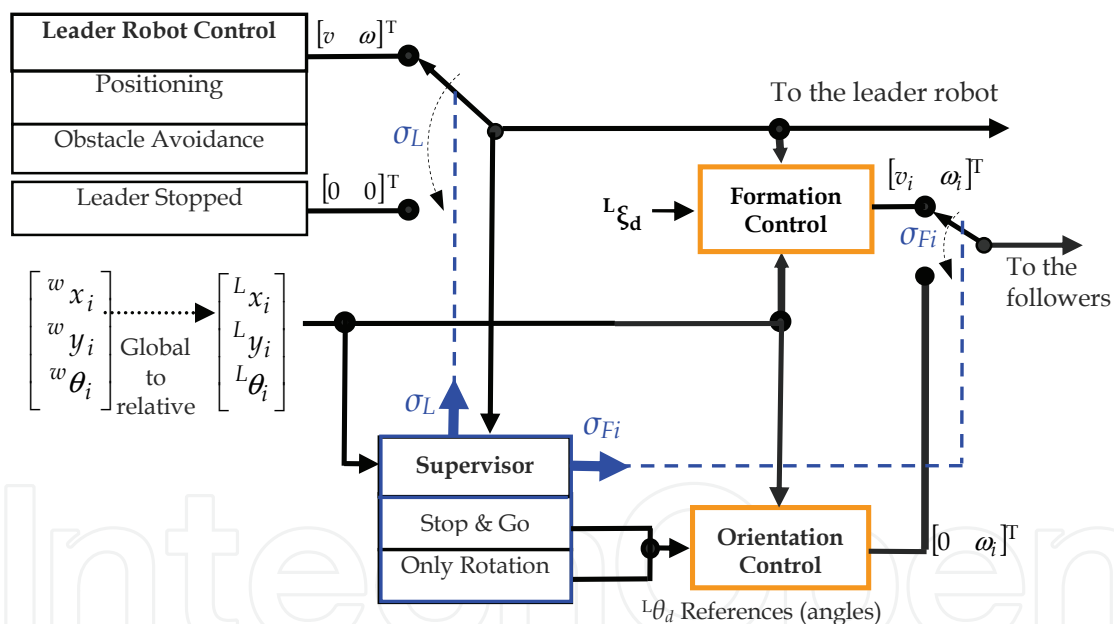 Leader Robot Control
Positioning
Obstacle Avoidance
Leader Stopped
[v ω]ᵀ
[0 0]ᵀ
σL
To the leader robot
ᴸξd
Formation
Control
[vi ωi]ᵀ
σFi
To the
followers
ʷxi
ʷyi
ʷθi
Global
to
relative
ᴸxi
ᴸyi
ᴸθi
σL
σFi
Supervisor
Stop & Go
Only Rotation
Orientation
Control
[0 ωi]ᵀ
ᴸθd References (angles)
IntechOpen